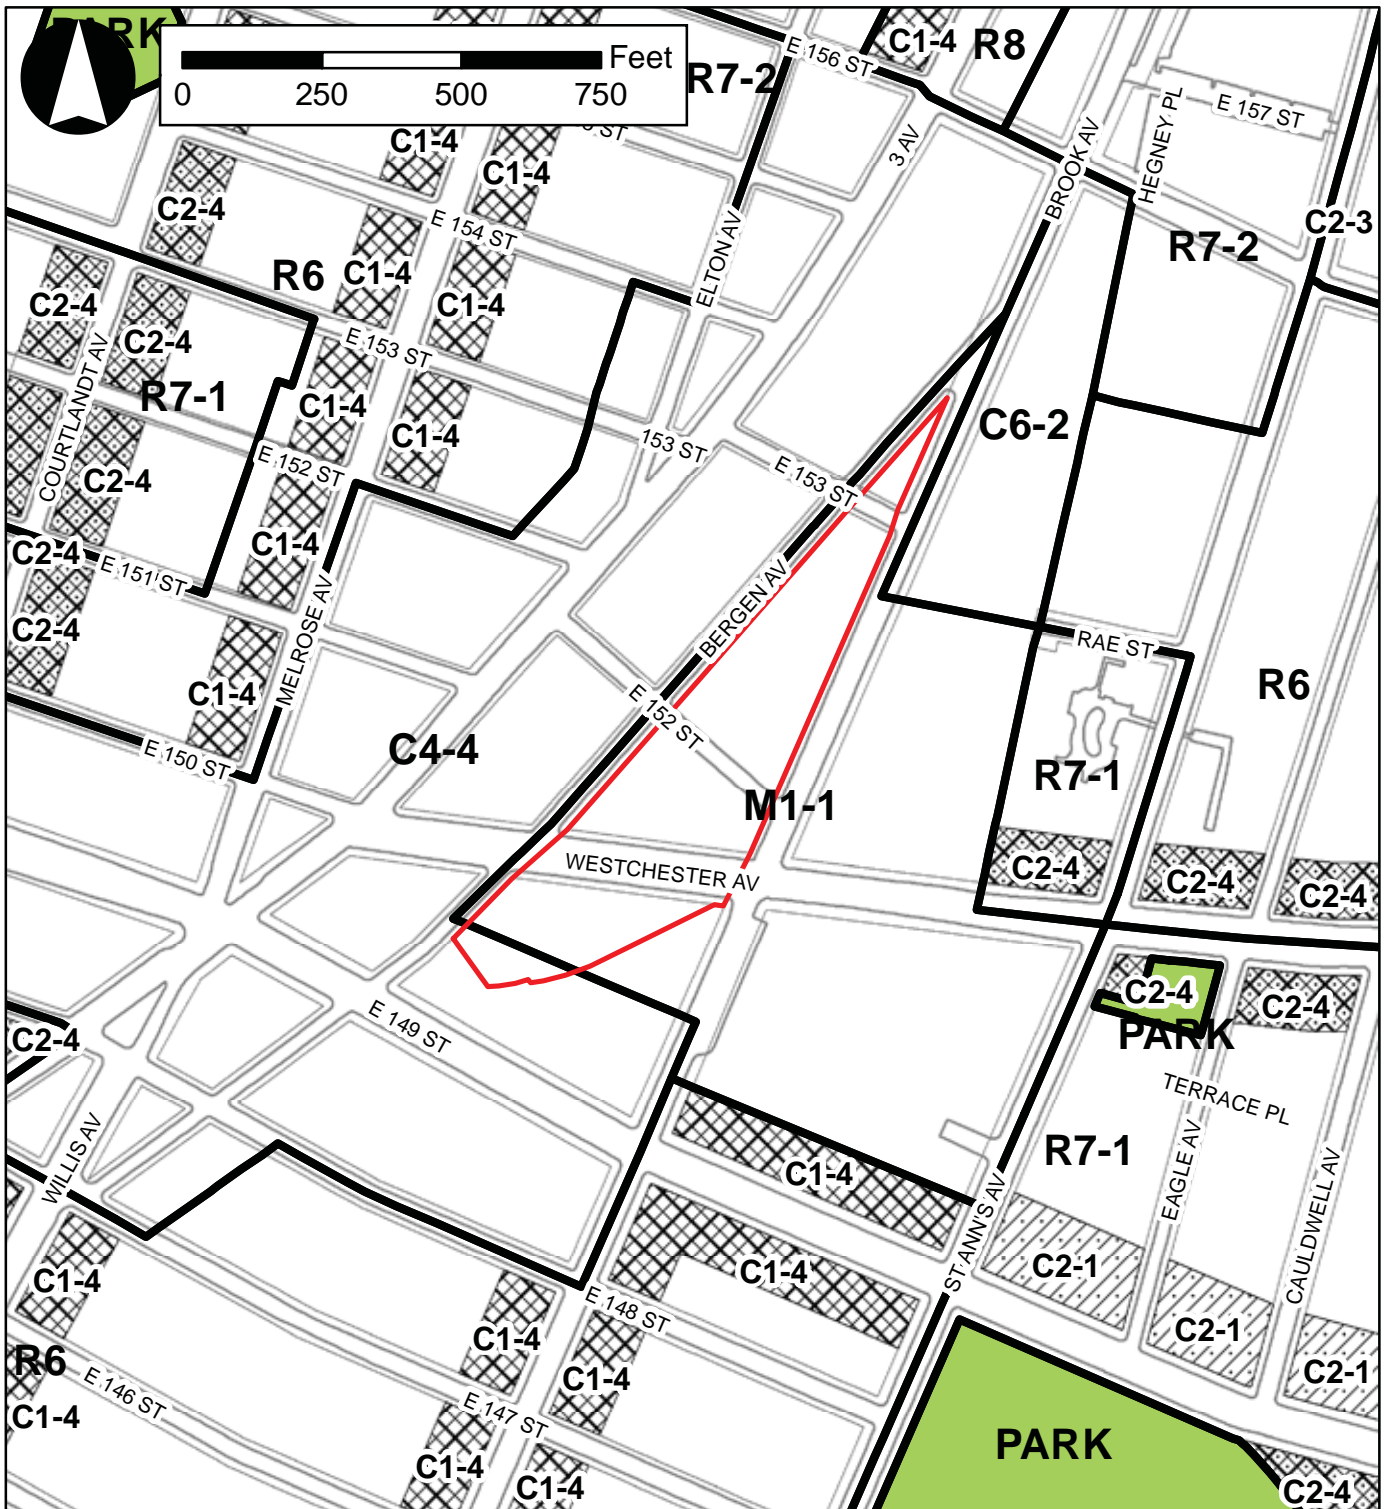 PARK
Feet
0 250 500 750
R7-2
E 156 ST
C1-4
R8
E 157 ST
HEGNEY PL
BROOK AV
3 AV
ST
C1-4
C1-4
C2-4
E 154 ST
ELTON AV
R7-2
C2-3
R6
C1-4
C1-4
C2-4
C2-4
E 153 ST
COURTLANDT AV
R7-1
C1-4
C1-4
153 ST
E 153 ST
C6-2
E 152 ST
C2-4
C1-4
C2-4
E 151 ST
BERGEN AV
C2-4
MELROSE AV
RAE ST
R6
C1-4
E 152 ST
E 150 ST
C4-4
R7-1
M1-1
WESTCHESTER AV
C2-4
C2-4
C2-4
C2-4
C2-4
PARK
E 149 ST
C2-4
TERRACE PL
WILLIS AV
R7-1
EAGLE AV
CAULDWELL AV
C1-4
ST ANN'S AV
C2-1
C1-4
C1-4
E 148 ST
C1-4
C2-1
R6
C1-4
C2-1
E 146 ST
C1-4
E 147 ST
PARK
C1-4
C1-4
C2-4